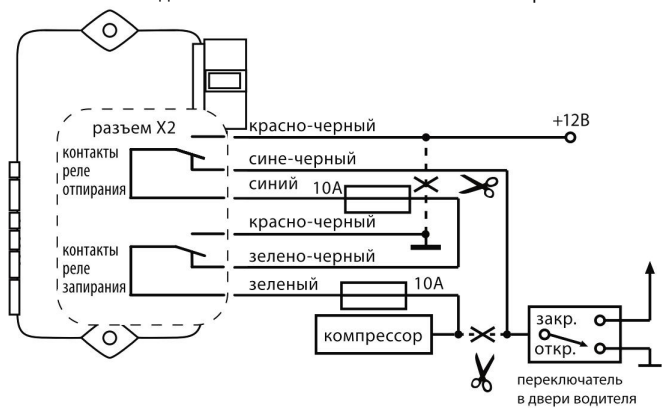 красно-черный
+12В
разъем X2
сине-черный
контакты
реле
отпирания
синий
10А
красно-черный
контакты
реле
запирания
зелено-черный
зеленый
10А
компрессор
закр.
откр.
переключатель
в двери водителя